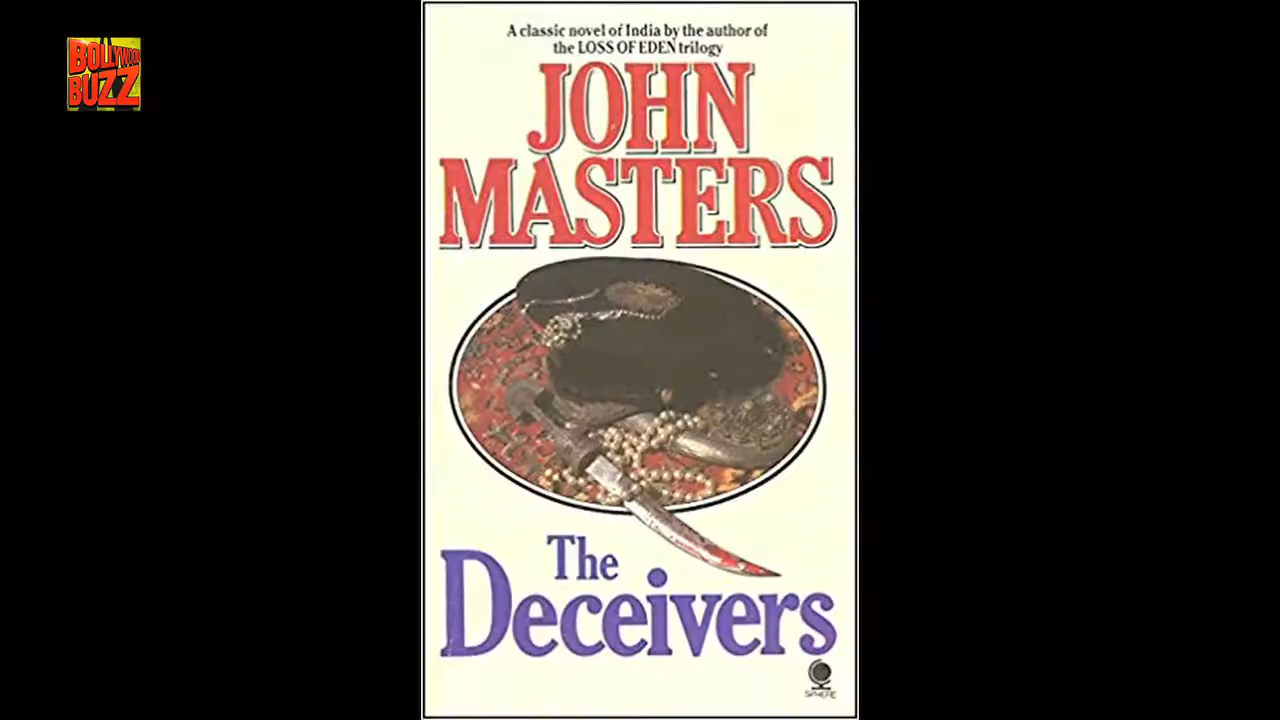 BOLLYWOOD
BUZZ
A classic novel of India by the author of
the LOSS OF EDEN trilogy
JOHN
MASTERS
The
Deceivers
SPHERE